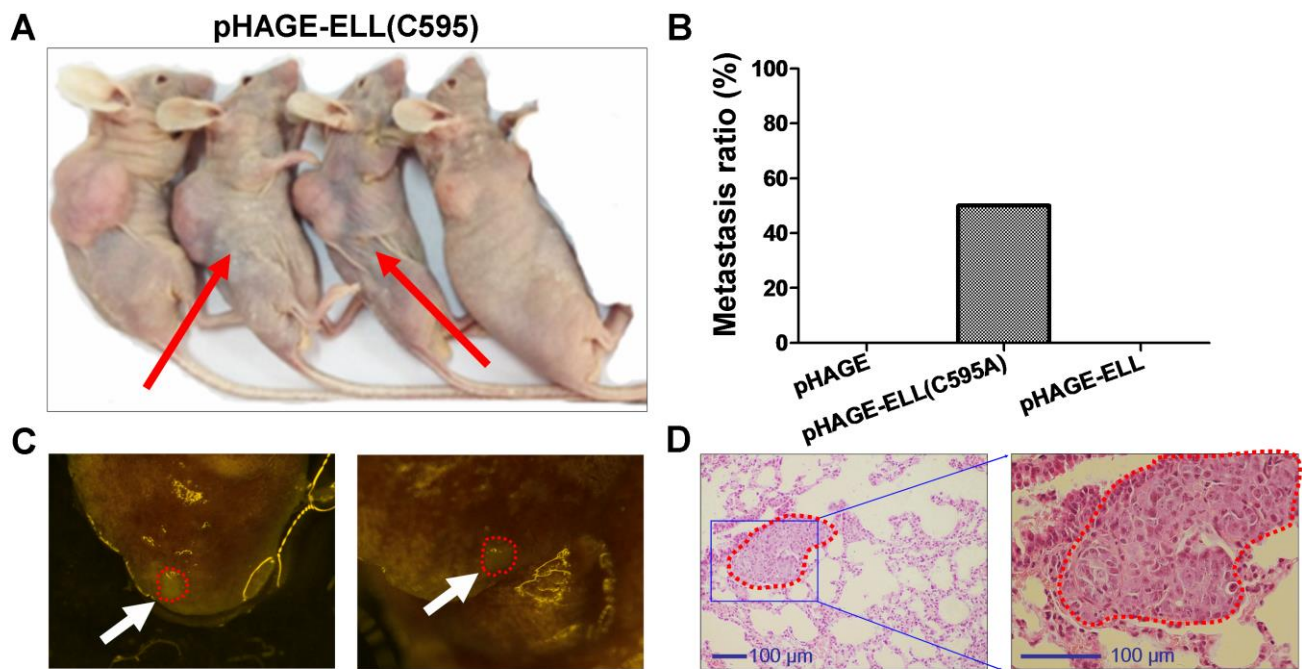 A
pHAGE-ELL(C595)
B
Metastasis ratio (%)
100
80
60
40
20
0
pHAGE
pHAGE-ELL(C595A)
pHAGE-ELL
C
D
100 µm
100 µm